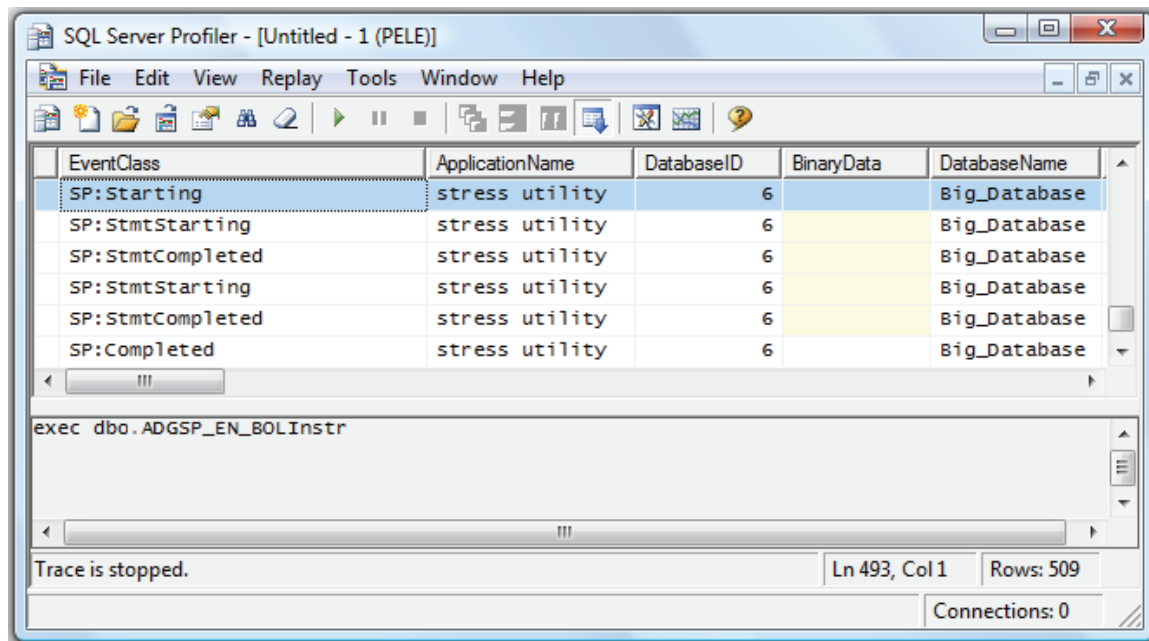 SQL Server Profiler - [Untitled - 1 (PELE)]
File Edit View Replay Tools Window Help
EventClass ApplicationName DatabaseID BinaryData DatabaseName
SP:Starting stress utility 6 Big_Database
SP:StmtStarting stress utility 6 Big_Database
SP:StmtCompleted stress utility 6 Big_Database
SP:StmtStarting stress utility 6 Big_Database
SP:StmtCompleted stress utility 6 Big_Database
SP:Completed stress utility 6 Big_Database
exec dbo.ADGSP_EN_BOLInstr
Trace is stopped. Ln 493, Col 1 Rows: 509
Connections: 0